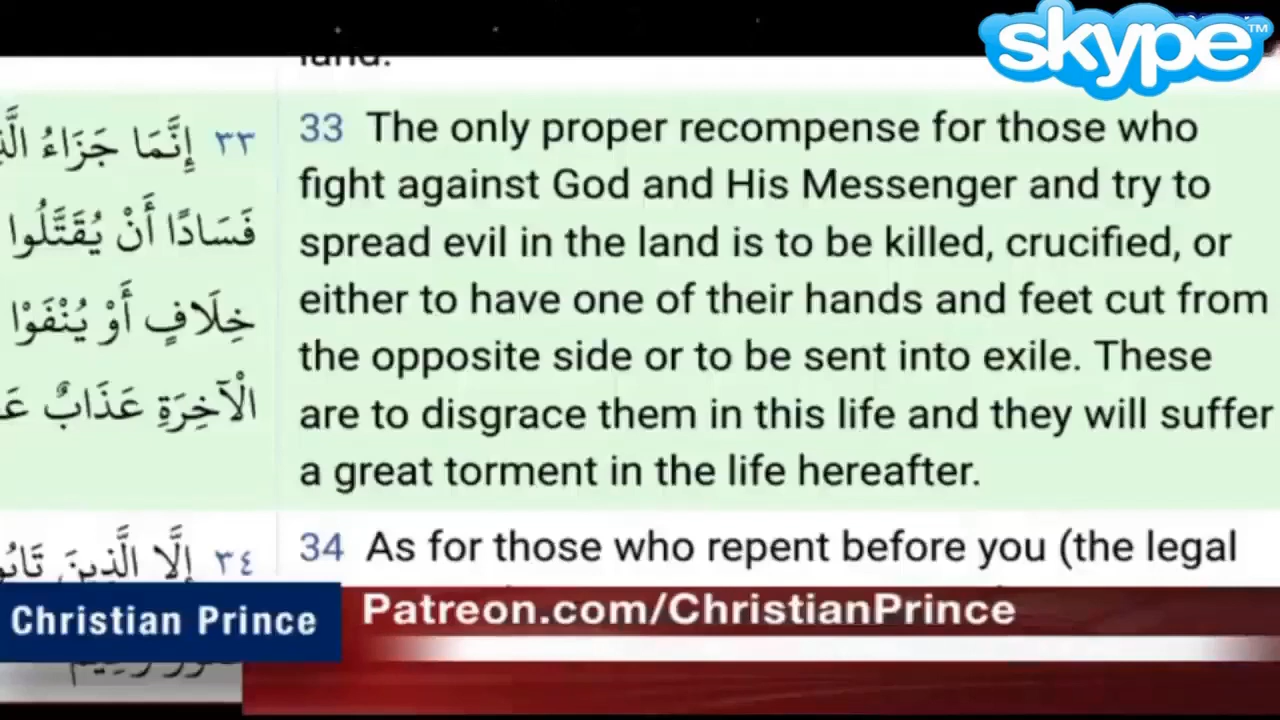 skype™
land.
33 The only proper recompense for those who
fight against God and His Messenger and try to
spread evil in the land is to be killed, crucified, or
either to have one of their hands and feet cut from
the opposite side or to be sent into exile. These
are to disgrace them in this life and they will suffer
a great torment in the life hereafter.
34 As for those who repent before you (the legal
٣٣ إِنَّمَا جَزَاءُ
فَسَادًا أَنْ يُقَتَّلُوا
خِلَافٍ أَوْ يُنْفَوْا
الْآخِرَةِ عَذَابٌ
٣٤ إِلَّا الَّذِينَ
Christian Prince
Patreon.com/ChristianPrince